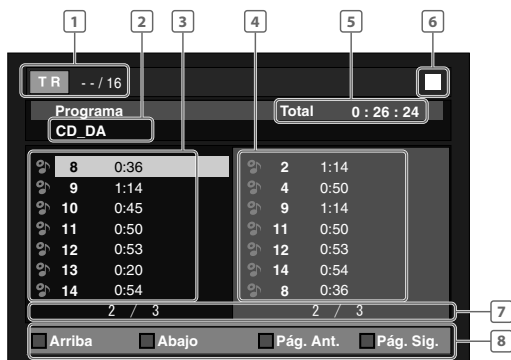 1 2 3 4 5 6
TR - - / 16
Programa Total 0 : 26 : 24
CD_DA
8 0:36 2 1:14
9 1:14 4 0:50
10 0:45 9 1:14
11 0:50 11 0:50
12 0:53 12 0:53
13 0:20 14 0:54
14 0:54 8 0:36
2 / 3 2 / 3
7
Arriba Abajo Pág. Ant. Pág. Sig.
8